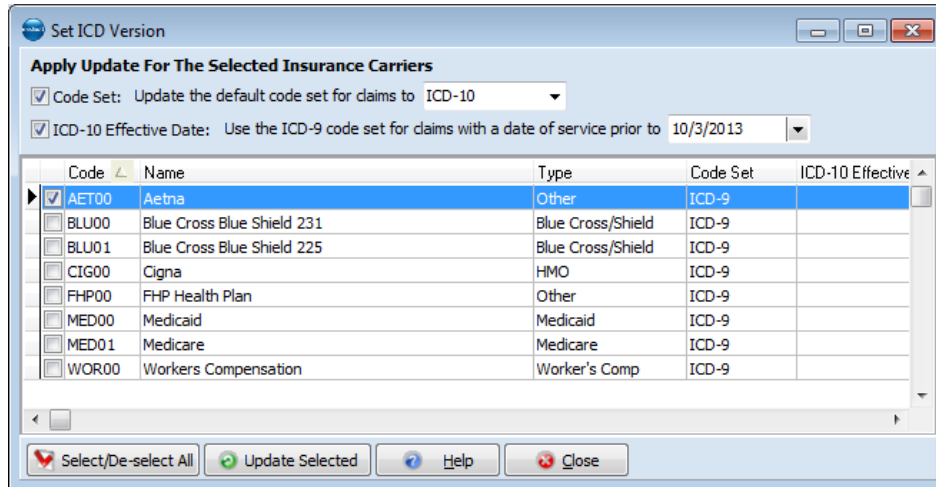 Set ICD Version
Apply Update For The Selected Insurance Carriers
Code Set: Update the default code set for claims to ICD-10
ICD-10 Effective Date: Use the ICD-9 code set for claims with a date of service prior to 10/3/2013
Code Name Type Code Set ICD-10 Effective
AET00 Aetna Other ICD-9
BLU00 Blue Cross Blue Shield 231 Blue Cross/Shield ICD-9
BLU01 Blue Cross Blue Shield 225 Blue Cross/Shield ICD-9
CIG00 Cigna HMO ICD-9
FHP00 FHP Health Plan Other ICD-9
MED00 Medicaid Medicaid ICD-9
MED01 Medicare Medicare ICD-9
WOR00 Workers Compensation Worker's Comp ICD-9
Select/De-select All Update Selected Help Close